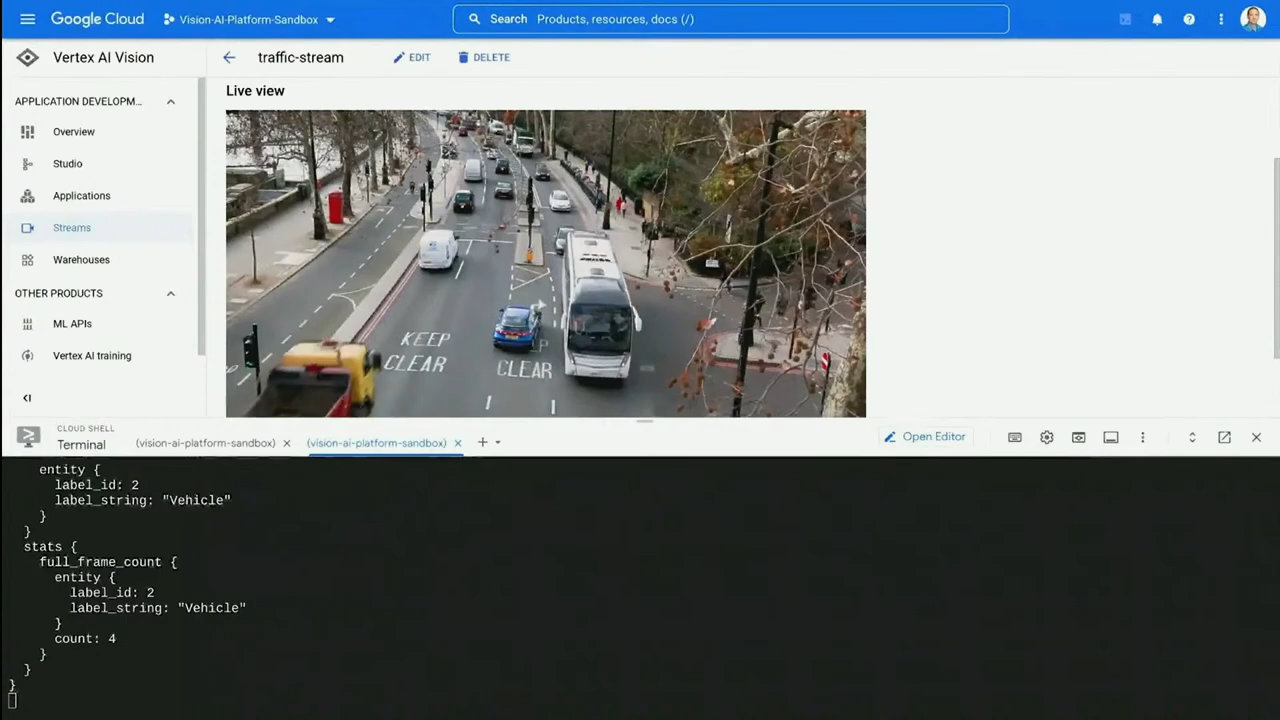 Google Cloud
Vision-AI-Platform-Sandbox
Search Products, resources, docs (/)
Vertex AI Vision
traffic-stream
EDIT
DELETE
APPLICATION DEVELOPM...
Overview
Studio
Applications
Streams
Warehouses
OTHER PRODUCTS
ML APIs
Vertex AI training
Live view
KEEP
CLEAR
CLEAR
CLOUD SHELL
Terminal
(vision-ai-platform-sandbox)
(vision-ai-platform-sandbox)
Open Editor
entity {
label_id: 2
label_string: "Vehicle"
}
}
stats {
full_frame_count {
entity {
label_id: 2
label_string: "Vehicle"
}
count: 4
}
}
}